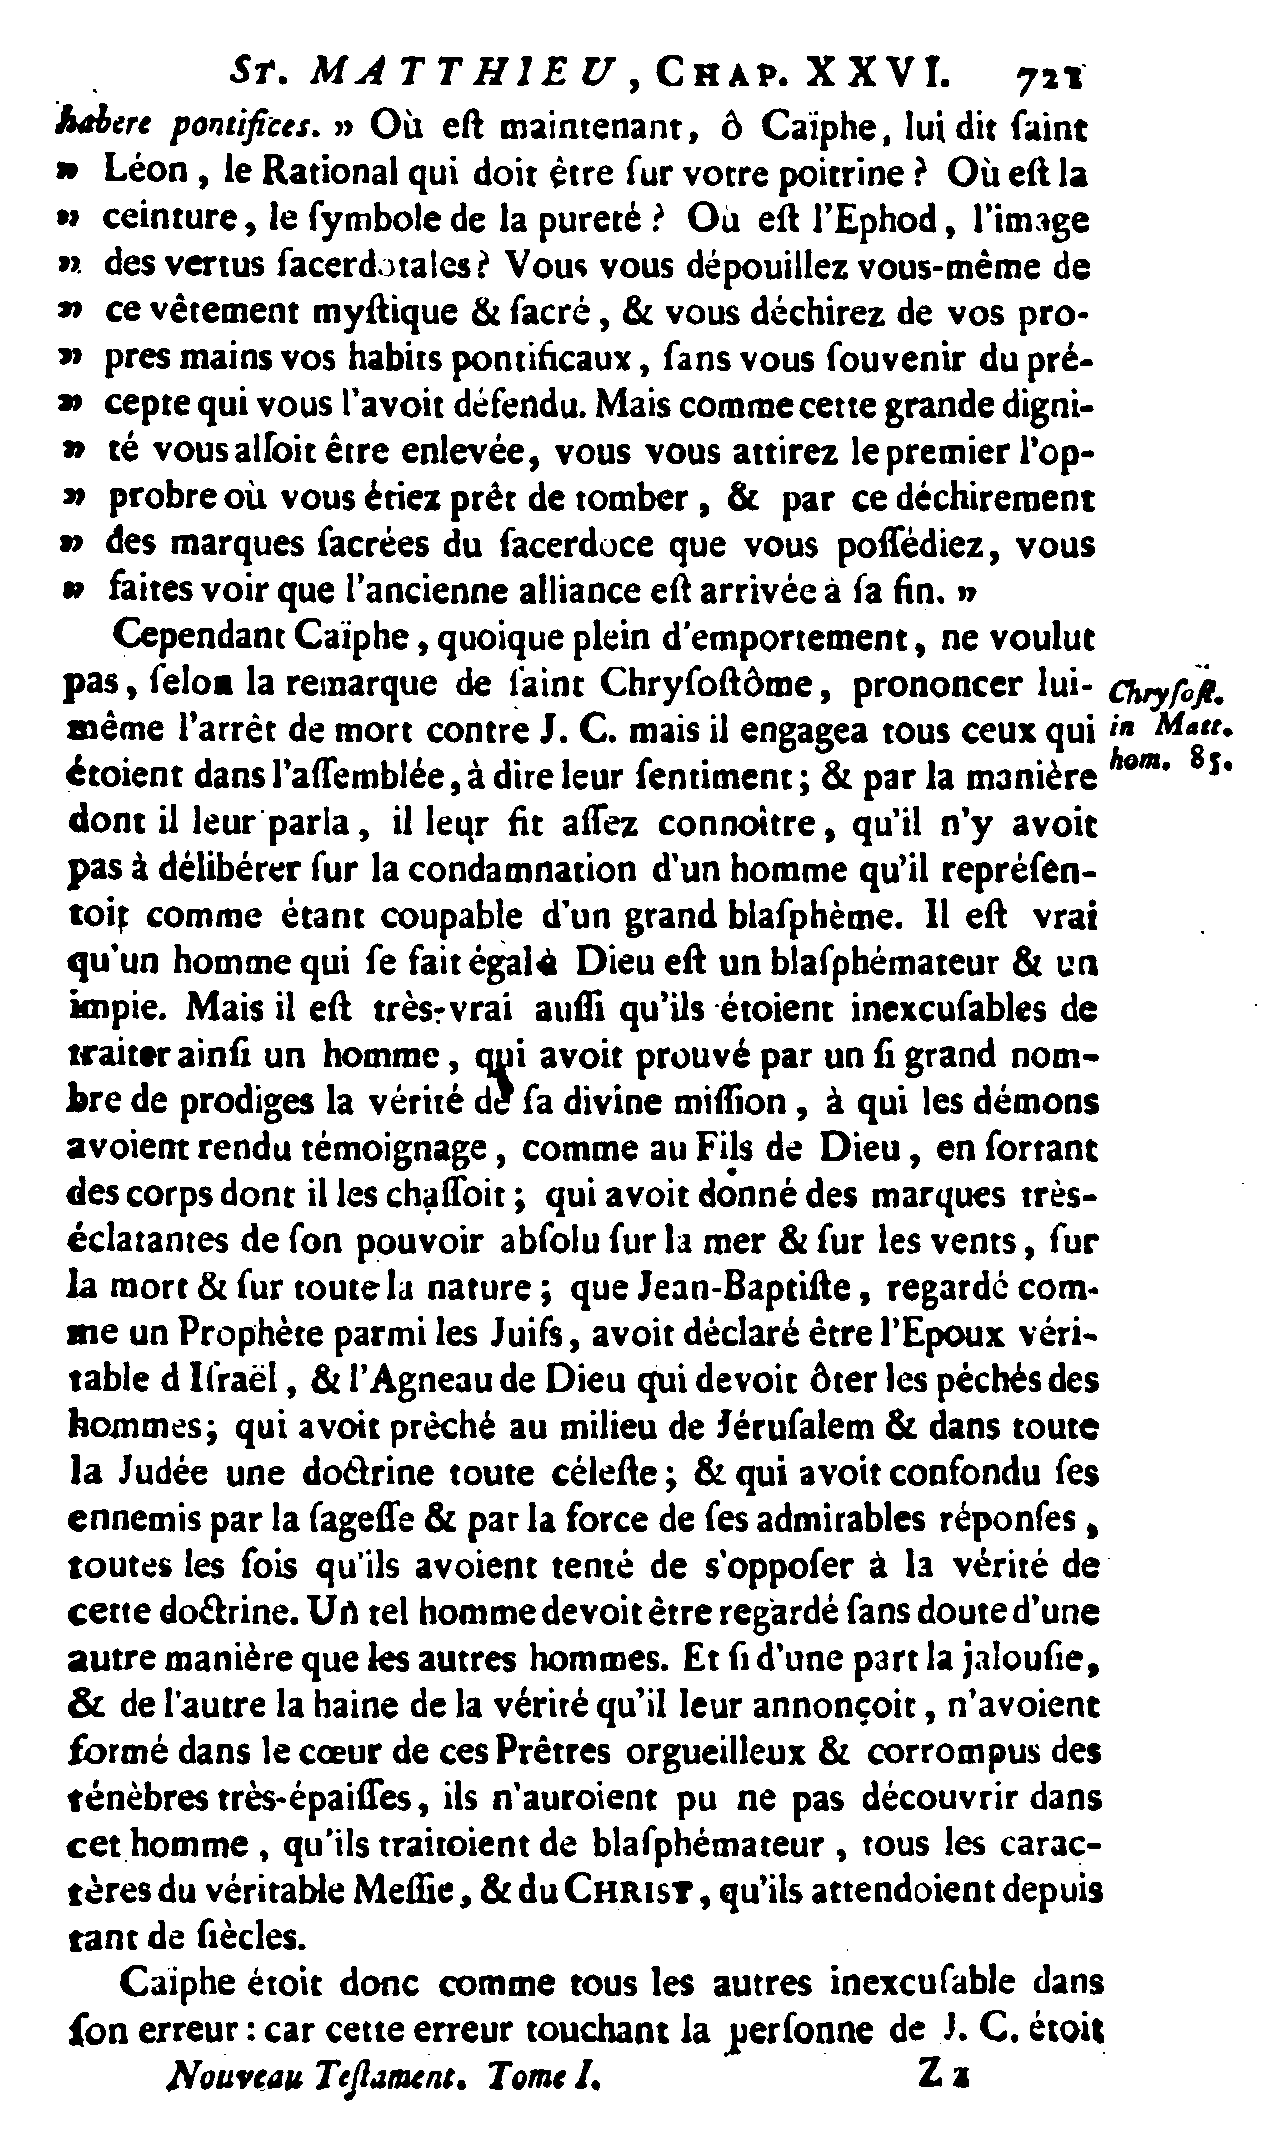 St. MATTHIEU, CHAP. XXVI. 721
habere pontifices. » Où eſt maintenant, ô Caïphe, lui dit ſaint
» Léon, le Rational qui doit être ſur votre poitrine? Où eſt la
» ceinture, le ſymbole de la pureté? Où eſt l'Ephod, l'image
» des vertus ſacerdotales? Vous vous dépouillez vous-même de
» ce vêtement myſtique & ſacré, & vous déchirez de vos pro-
» pres mains vos habits pontificaux, ſans vous ſouvenir du pré-
» cepte qui vous l'avoit défendu. Mais comme cette grande digni-
» té vous alloit être enlevée, vous vous attirez le premier l'op-
» probre où vous étiez prêt de tomber, & par ce déchirement
» des marques ſacrées du ſacerdoce que vous poſſédiez, vous
» faites voir que l'ancienne alliance eſt arrivée à ſa fin. »
Cependant Caïphe, quoique plein d'emportement, ne voulut
pas, ſelon la remarque de ſaint Chryſoſtôme, prononcer lui-
même l'arrêt de mort contre J. C. mais il engagea tous ceux qui
étoient dans l'aſſemblée, à dire leur ſentiment; & par la manière
dont il leur parla, il leur fit aſſez connoître, qu'il n'y avoit
pas à délibérer ſur la condamnation d'un homme qu'il repréſen-
toit comme étant coupable d'un grand blaſphème. Il eſt vrai
qu'un homme qui ſe fait égal à Dieu eſt un blaſphémateur & un
impie. Mais il eſt très-vrai auſſi qu'ils étoient inexcuſables de
traiter ainſi un homme, qui avoit prouvé par un ſi grand nom-
bre de prodiges la vérité de ſa divine miſſion, à qui les démons
avoient rendu témoignage, comme au Fils de Dieu, en ſortant
des corps dont il les chaſſoit; qui avoit donné des marques très-
éclatantes de ſon pouvoir abſolu ſur la mer & ſur les vents, ſur
la mort & ſur toute la nature; que Jean-Baptiſte, regardé com-
me un Prophète parmi les Juifs, avoit déclaré être l'Epoux véri-
table d Iſraël, & l'Agneau de Dieu qui devoit ôter les péchés des
hommes; qui avoit prêché au milieu de Jéruſalem & dans toute
la Judée une doctrine toute céleſte; & qui avoit confondu ſes
ennemis par la ſageſſe & par la force de ſes admirables réponſes,
toutes les fois qu'ils avoient tenté de s'oppoſer à la vérité de
cette doctrine. Un tel homme devoit être regardé ſans doute d'une
autre manière que les autres hommes. Et ſi d'une part la jalouſie,
& de l'autre la haine de la vérité qu'il leur annonçoit, n'avoient
formé dans le cœur de ces Prêtres orgueilleux & corrompus des
ténèbres très-épaiſſes, ils n'auroient pu ne pas découvrir dans
cet homme, qu'ils traitoient de blaſphémateur, tous les carac-
tères du véritable Meſſie, & du CHRIST, qu'ils attendoient depuis
tant de ſiècles.
Caïphe étoit donc comme tous les autres inexcuſable dans
ſon erreur : car cette erreur touchant la perſonne de J. C. étoit
Nouveau Teſtament. Tome I. Z z
Chryſoſt.
in Matt.
hom. 85.